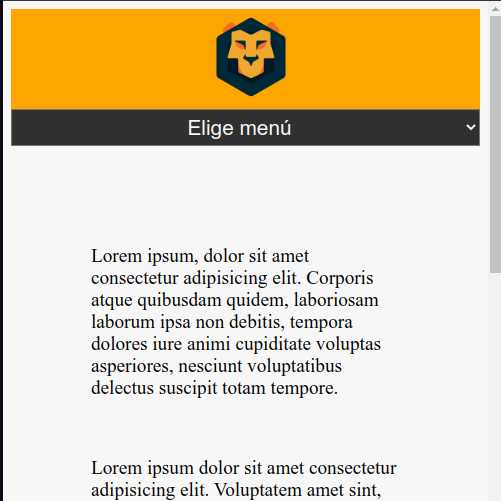 Elige menú
Lorem ipsum, dolor sit amet
consectetur adipisicing elit. Corporis
atque quibusdam quidem, laboriosam
laborum ipsa non debitis, tempora
dolores iure animi cupiditate voluptas
asperiores, nesciunt voluptatibus
delectus suscipit totam tempore.
Lorem ipsum dolor sit amet consectetur
adipisicing elit. Voluptatem amet sint,